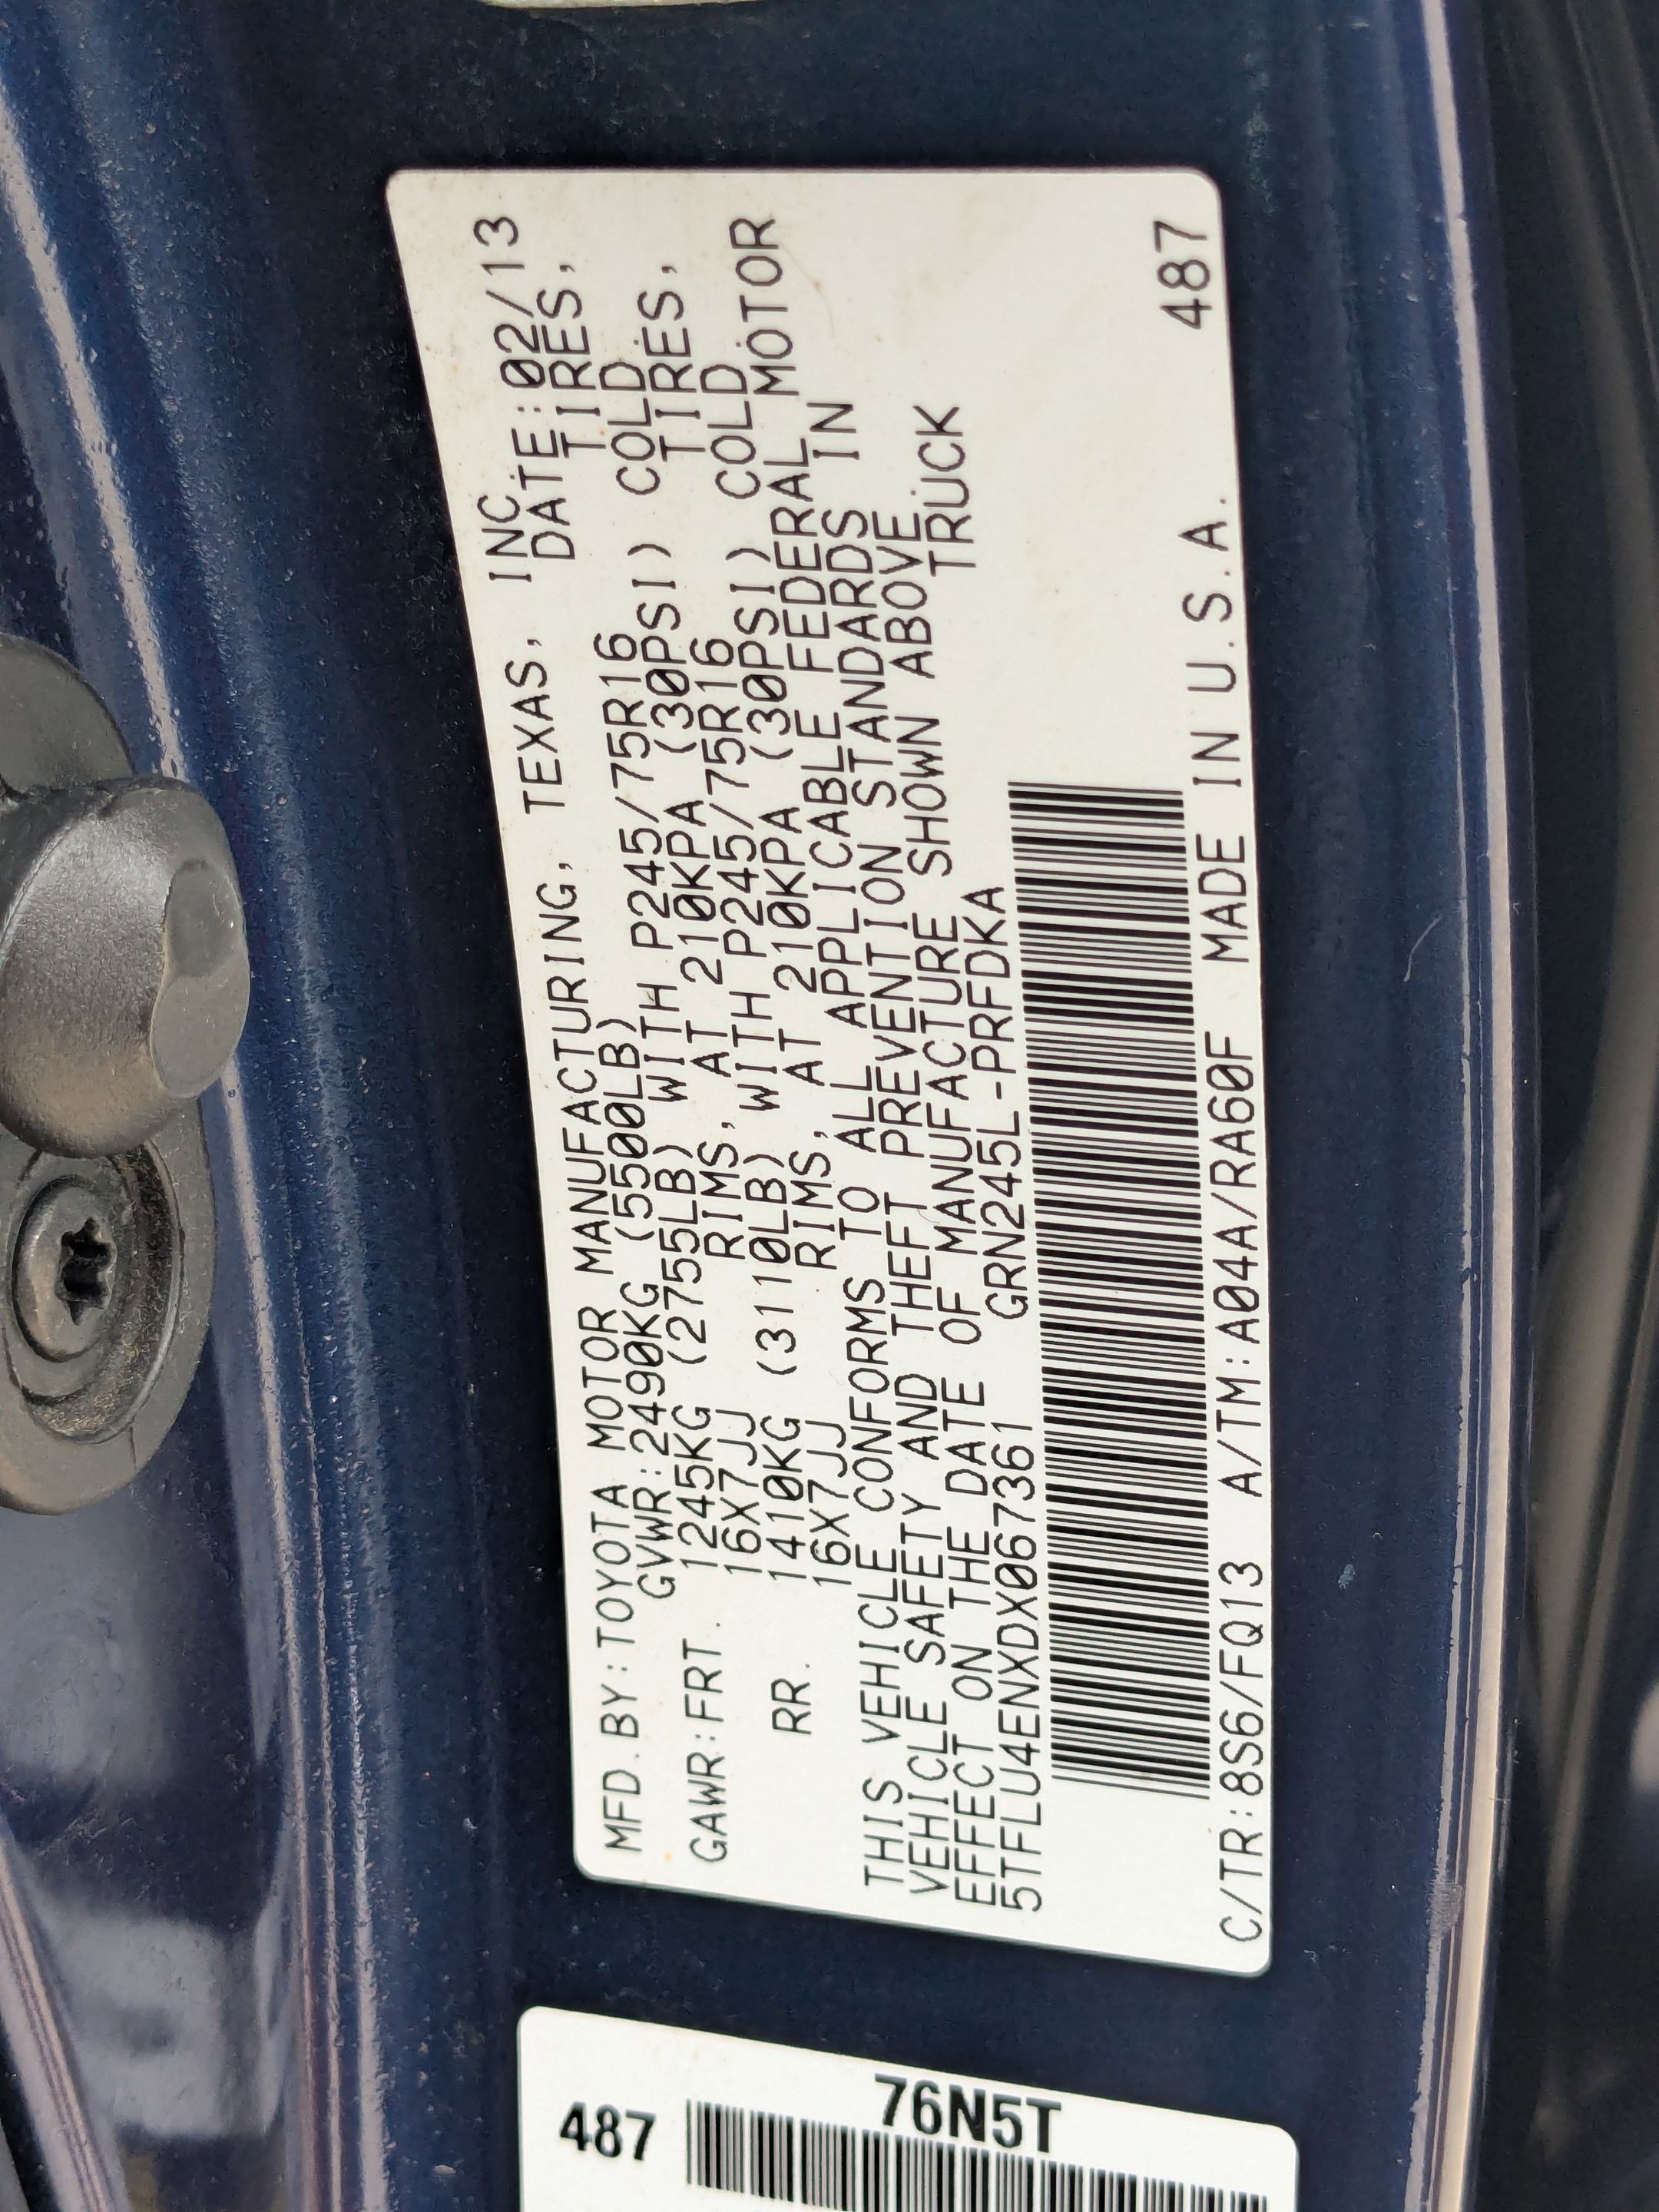 MFD.BY:TOYOTA MOTOR MANUFACTURING, TEXAS, INC.
GVWR:2490KG (5500LB) DATE:02/13
GAWR:FRT. 1245KG (2755LB) WITH P245/75R16 TIRES,
16X7JJ RIMS, AT 210KPA (30PSI) COLD
RR. 1410KG (3110LB) WITH P245/75R16 TIRES,
16X7JJ RIMS, AT 210KPA (30PSI) COLD
THIS VEHICLE CONFORMS TO ALL APPLICABLE FEDERAL MOTOR
VEHICLE SAFETY AND THEFT PREVENTION STANDARDS IN
EFFECT ON THE DATE OF MANUFACTURE SHOWN ABOVE.
5TFLU4ENXDX067361 GRN245L-PRFDKA TRUCK
C/TR:8S6/FQ13 A/TM:A04A/RA60F MADE IN U.S.A. 487
487
76N5T